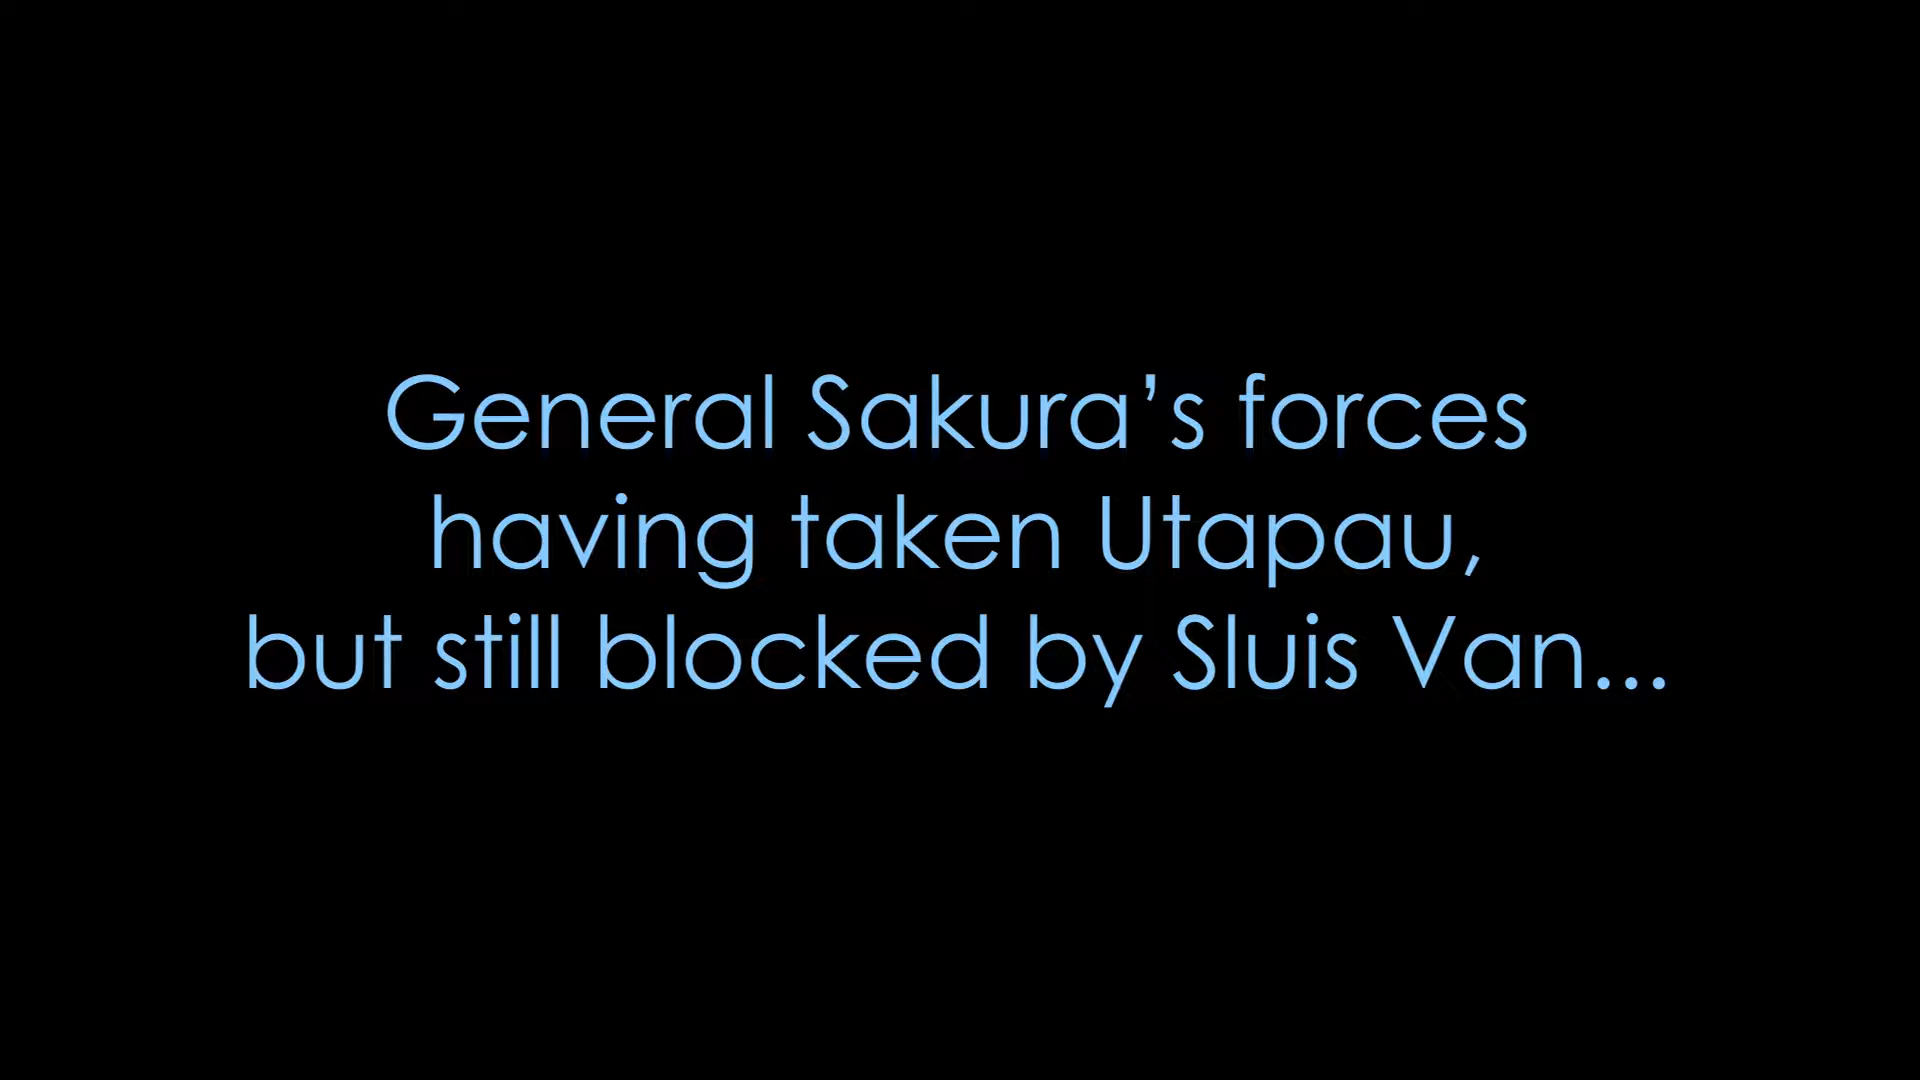 General Sakura’s forces
having taken Utapau,
but still blocked by Sluis Van...